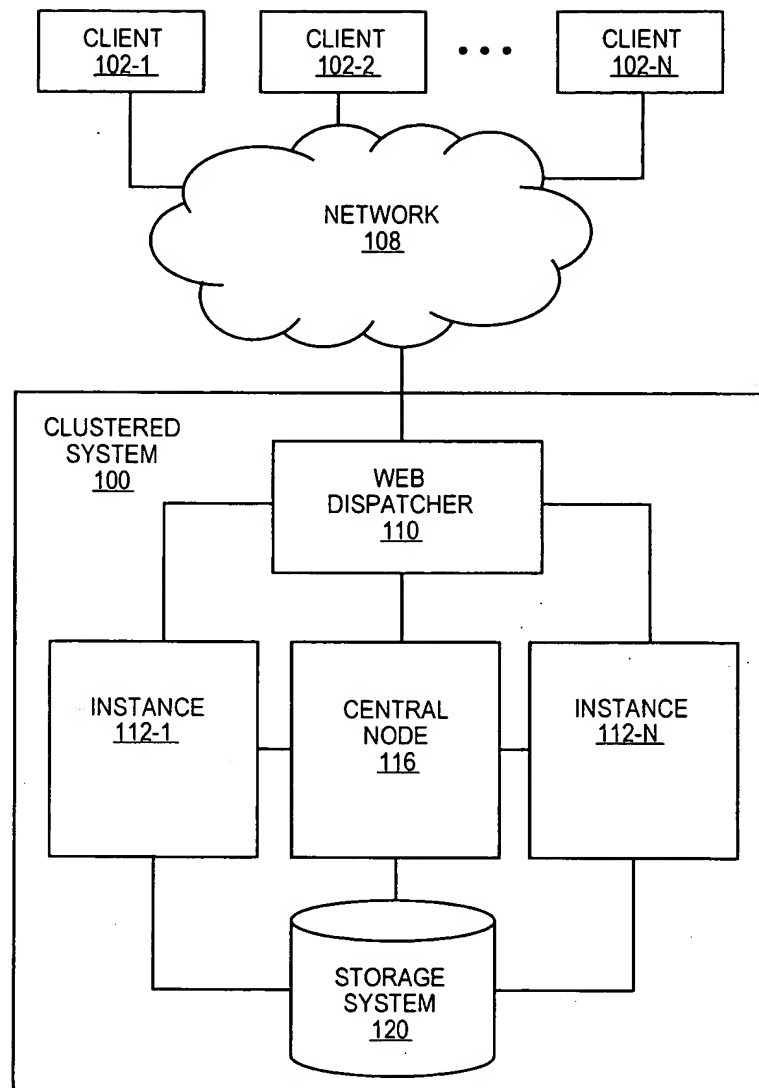 CLIENT
102-1
CLIENT
102-2
• • •
CLIENT
102-N
NETWORK
108
CLUSTERED
SYSTEM
100
WEB
DISPATCHER
110
INSTANCE
112-1
CENTRAL
NODE
116
INSTANCE
112-N
STORAGE
SYSTEM
120